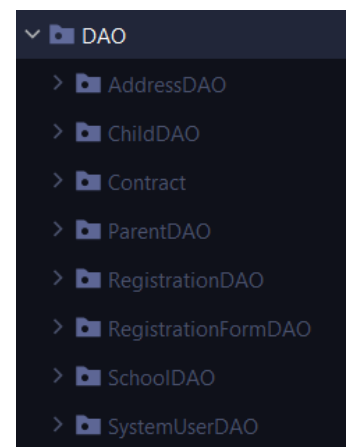 DAO
AddressDAO
ChildDAO
Contract
ParentDAO
RegistrationDAO
RegistrationFormDAO
SchoolDAO
SystemUserDAO